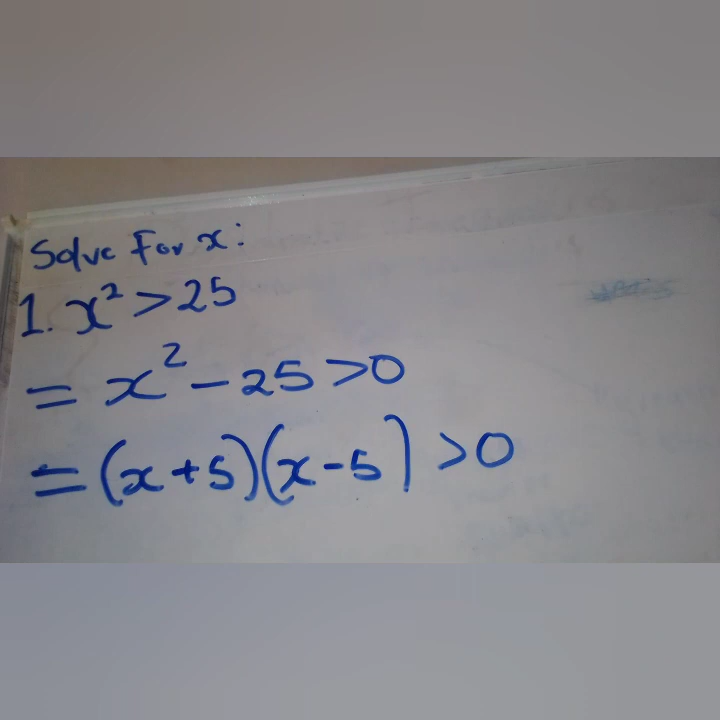 Solve For x:
1. x² > 25
= x² - 25 > 0
= (x+5)(x-5) > 0